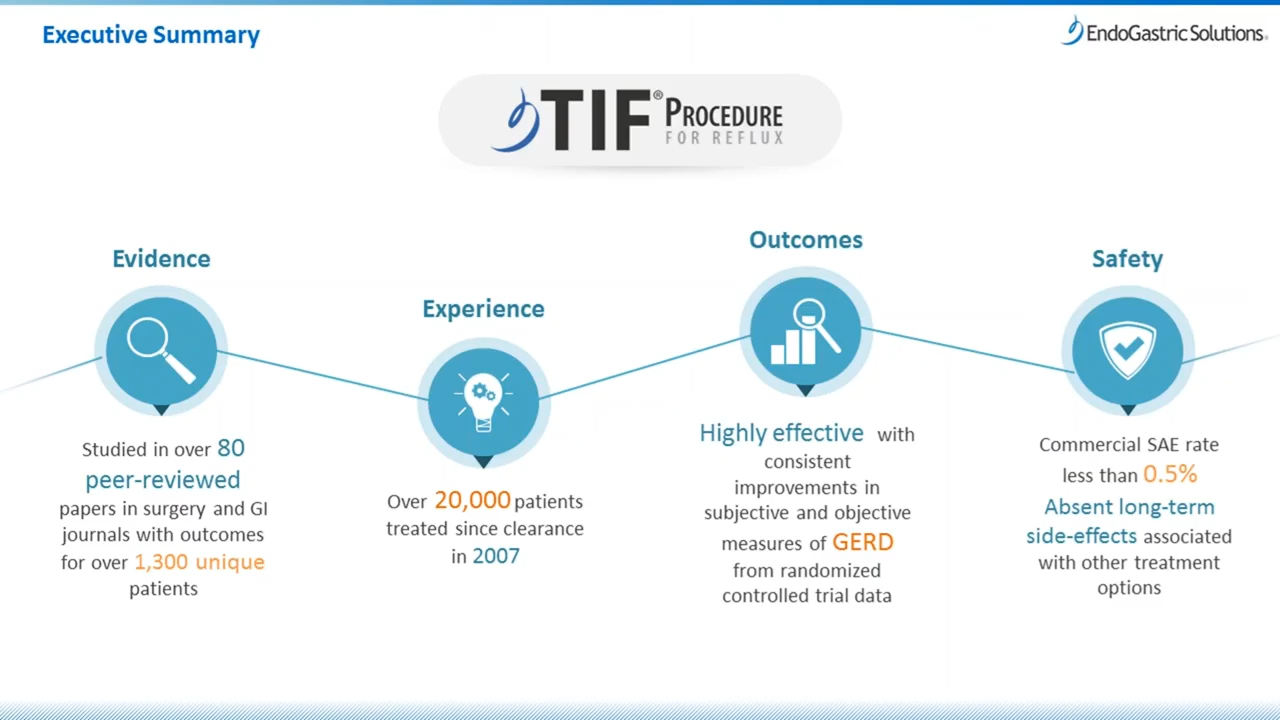 Executive Summary
EndoGastric Solutions®
TIF® PROCEDURE
FOR REFLUX
Evidence
Studied in over 80
peer-reviewed
papers in surgery and GI
journals with outcomes
for over 1,300 unique
patients
Experience
Over 20,000 patients
treated since clearance
in 2007
Outcomes
Highly effective with
consistent
improvements in
subjective and objective
measures of GERD
from randomized
controlled trial data
Safety
Commercial SAE rate
less than 0.5%
Absent long-term
side-effects associated
with other treatment
options